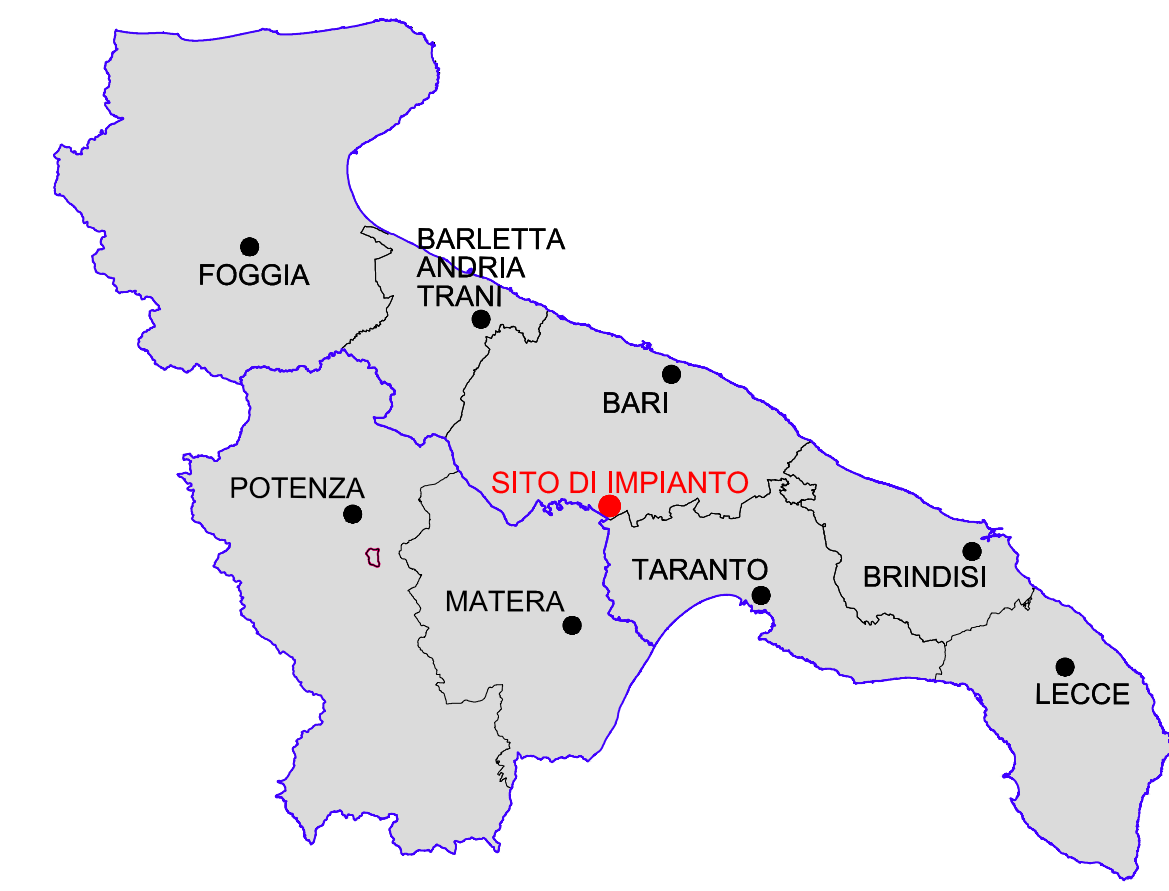 BARLETTA
ANDRIA
TRANI
FOGGIA
BARI
SITO DI IMPIANTO
POTENZA
TARANTO
BRINDISI
MATERA
LECCE